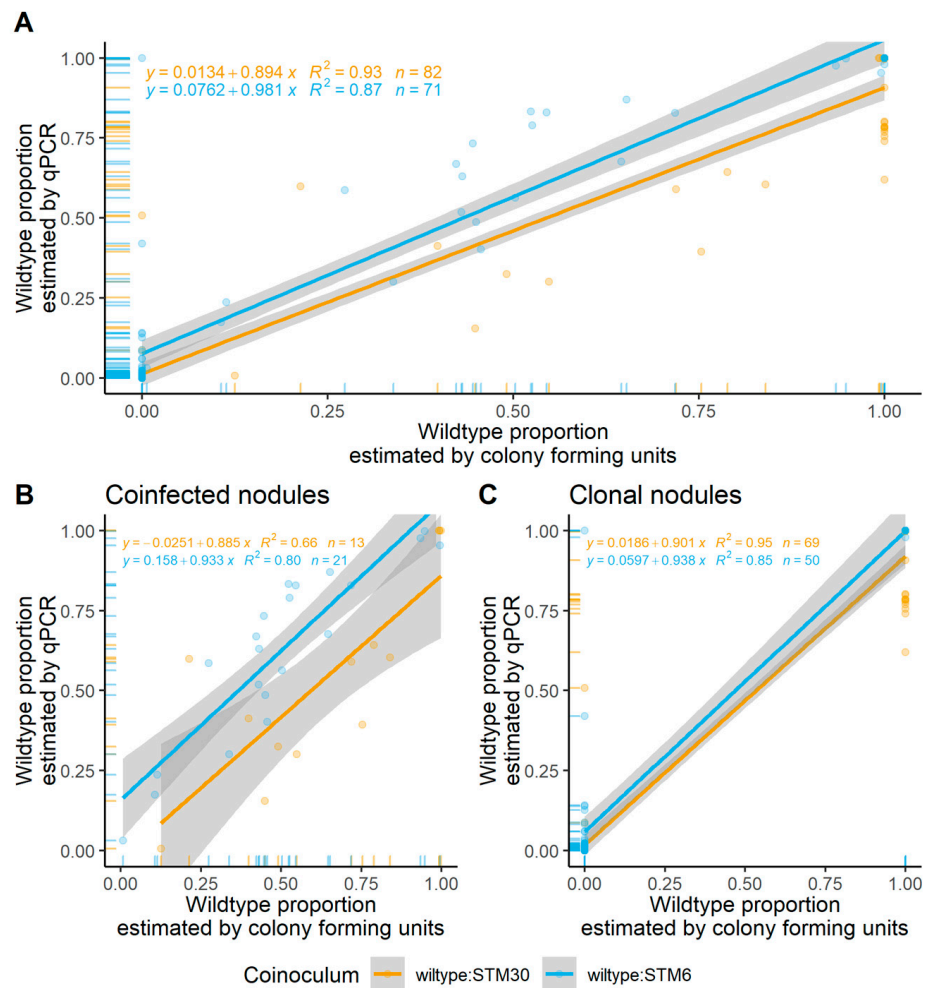 A
Wildtype proportion
estimated by qPCR
1.00
0.75
0.50
0.25
0.00
y = 0.0134 + 0.894 x R² = 0.93 n = 82
y = 0.0762 + 0.981 x R² = 0.87 n = 71
0.00 0.25 0.50 0.75 1.00
Wildtype proportion
estimated by colony forming units
B Coinfected nodules
Wildtype proportion
estimated by qPCR
1.00
0.75
0.50
0.25
0.00
y = −0.0251 + 0.885 x R² = 0.66 n = 13
y = 0.158 + 0.933 x R² = 0.80 n = 21
0.00 0.25 0.50 0.75 1.00
Wildtype proportion
estimated by colony forming units
C Clonal nodules
Wildtype proportion
estimated by qPCR
1.00
0.75
0.50
0.25
0.00
y = 0.0186 + 0.901 x R² = 0.95 n = 69
y = 0.0597 + 0.938 x R² = 0.85 n = 50
0.00 0.25 0.50 0.75 1.00
Wildtype proportion
estimated by colony forming units
Coinoculum wiltype:STM30 wiltype:STM6